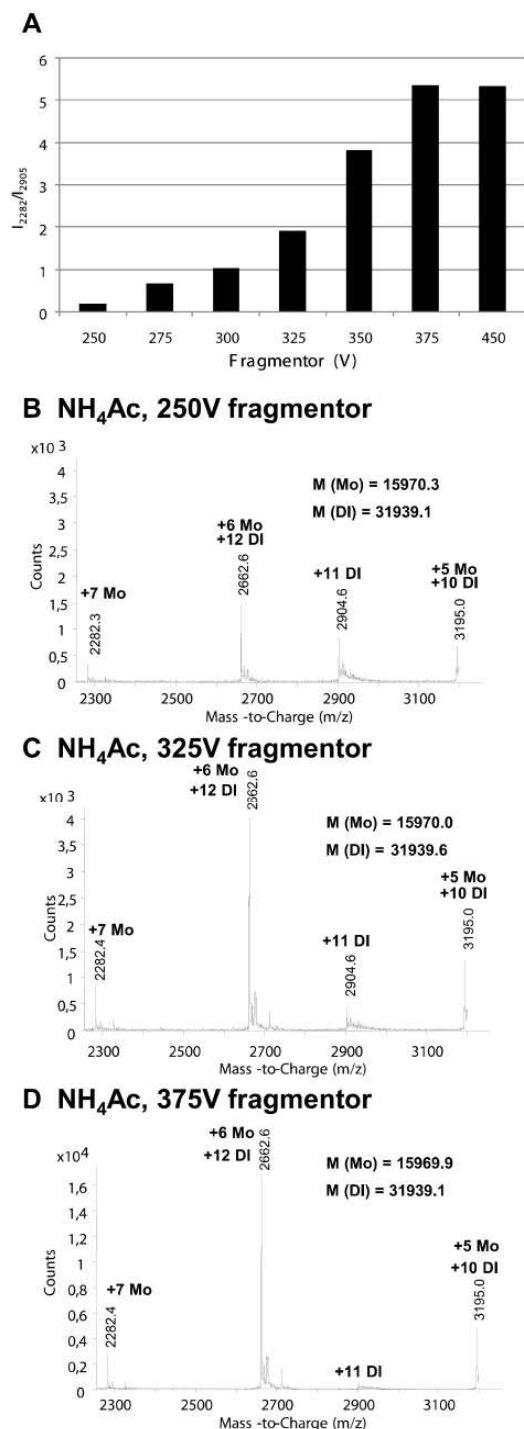 A
6
5
4
3
2
1
0
I2282/I2905
250 275 300 325 350 375 450
Fragmentor (V)
B NH4Ac, 250V fragmentor
x10 3
4
3,5
3
2,5
2
1,5
1
0,5
0
Counts
M (Mo) = 15970.3
M (DI) = 31939.1
+7 Mo
2282.3
+6 Mo
+12 DI
2662.6
+11 DI
2904.6
+5 Mo
+10 DI
3195.0
2300 2500 2700 2900 3100
Mass -to-Charge (m/z)
C NH4Ac, 325V fragmentor
x10 3
4
3,5
3
2,5
2
1,5
1
0,5
0
Counts
+6 Mo
+12 DI
2662.6
M (Mo) = 15970.0
M (DI) = 31939.6
+7 Mo
2282.4
+11 DI
2904.6
+5 Mo
+10 DI
3195.0
2300 2500 2700 2900 3100
Mass -to-Charge (m/z)
D NH4Ac, 375V fragmentor
x10 4
1,6
1,4
1,2
1
0,8
0,6
0,4
0,2
0
Counts
+6 Mo
+12 DI
2662.6
M (Mo) = 15969.9
M (DI) = 31939.1
+7 Mo
2282.4
+11 DI
+5 Mo
+10 DI
3195.0
2300 2500 2700 2900 3100
Mass -to-Charge (m/z)